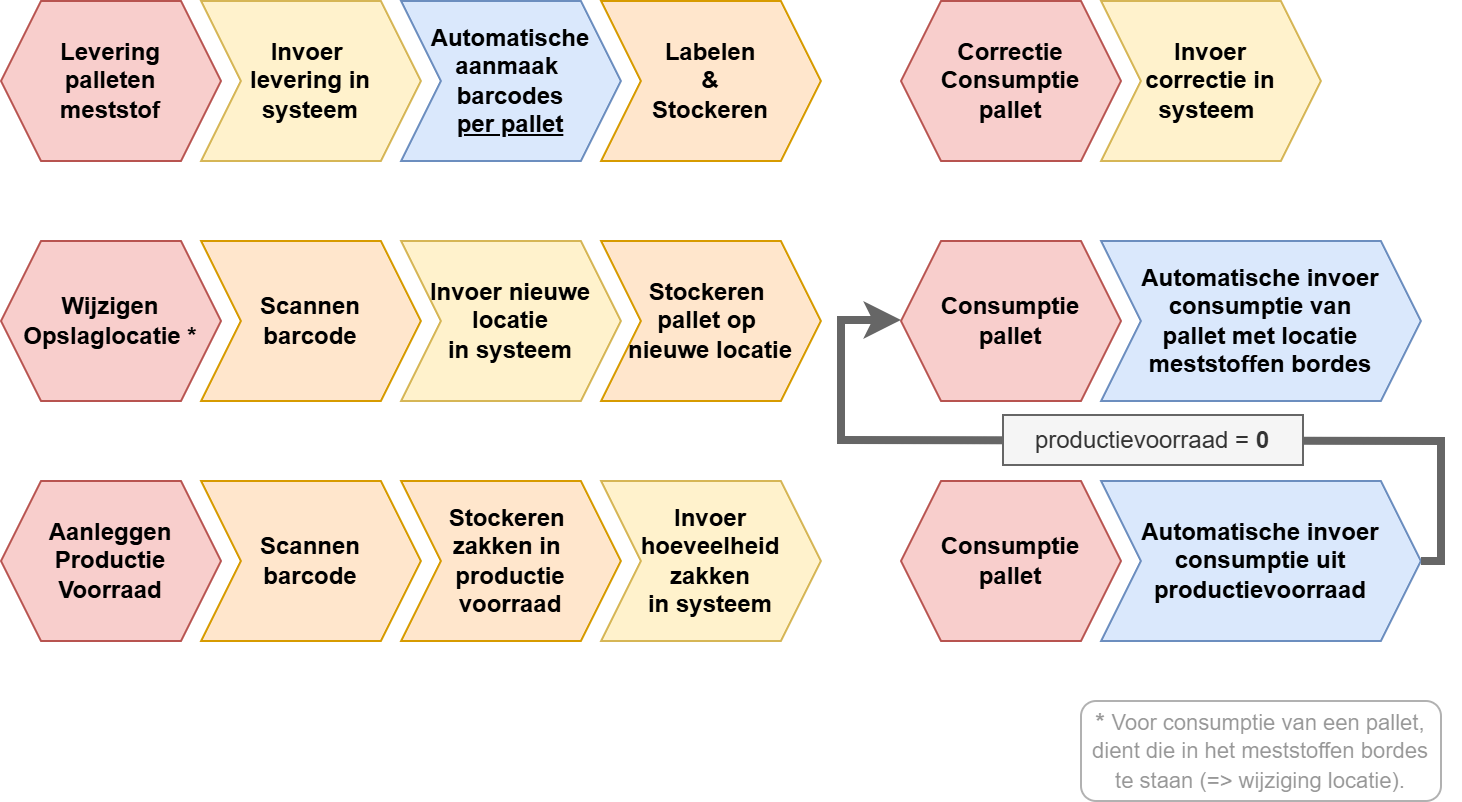 Levering
palleten
meststof
Invoer
levering in
systeem
Automatische
aanmaak
barcodes
per pallet
Labelen
&
Stockeren
Correctie
Consumptie
pallet
Invoer
correctie in
systeem
Wijzigen
Opslaglocatie *
Scannen
barcode
Invoer nieuwe
locatie
in systeem
Stockeren
pallet op
nieuwe locatie
Consumptie
pallet
Automatische invoer
consumptie van
pallet met locatie
meststoffen bordes
productievoorraad = 0
Aanleggen
Productie
Voorraad
Scannen
barcode
Stockeren
zakken in
productie
voorraad
Invoer
hoeveelheid
zakken
in systeem
Consumptie
pallet
Automatische invoer
consumptie uit
productievoorraad
* Voor consumptie van een pallet,
dient die in het meststoffen bordes
te staan (=> wijziging locatie).